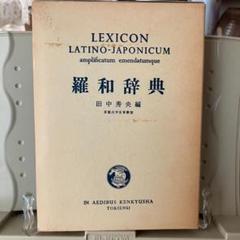 LEXICON
LATINO-JAPONICUM
amplificatum emendatumque
羅和辞典
田中秀央編
IN AEDIBUS KENKYUSHA
TOKIENSI